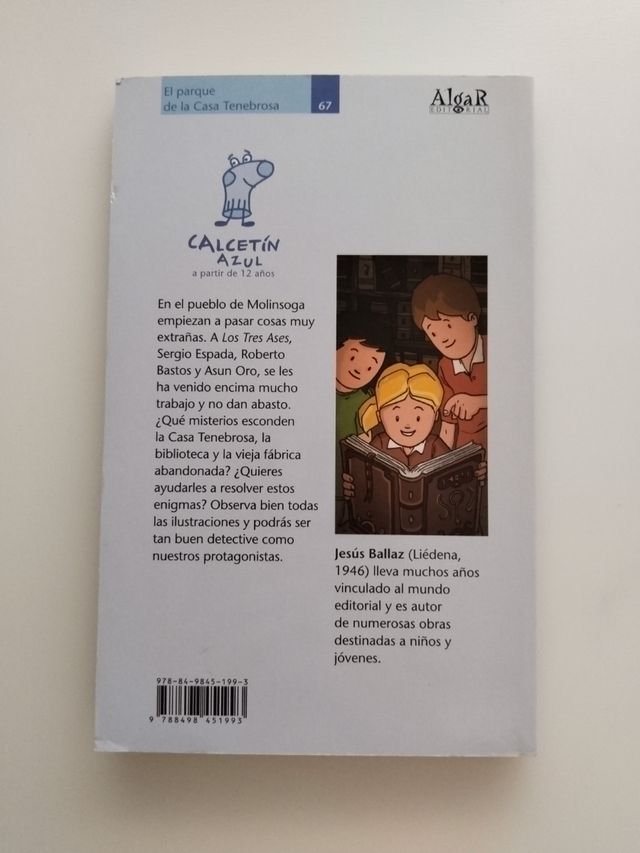 El parque
de la Casa Tenebrosa
67
AlgaR
EDITORIAL
CALCETÍN
AZUL
a partir de 12 años
En el pueblo de Molinsoga
empiezan a pasar cosas muy
extrañas. A Los Tres Ases,
Sergio Espada, Roberto
Bastos y Asun Oro, se les
ha venido encima mucho
trabajo y no dan abasto.
¿Qué misterios esconden
la Casa Tenebrosa, la
biblioteca y la vieja fábrica
abandonada? ¿Quieres
ayudarles a resolver estos
enigmas? Observa bien todas
las ilustraciones y podrás ser
tan buen detective como
nuestros protagonistas.
Jesús Ballaz (Liédena,
1946) lleva muchos años
vinculado al mundo
editorial y es autor
de numerosas obras
destinadas a niños y
jóvenes.
978-84-9845-199-3
9 788498 451993